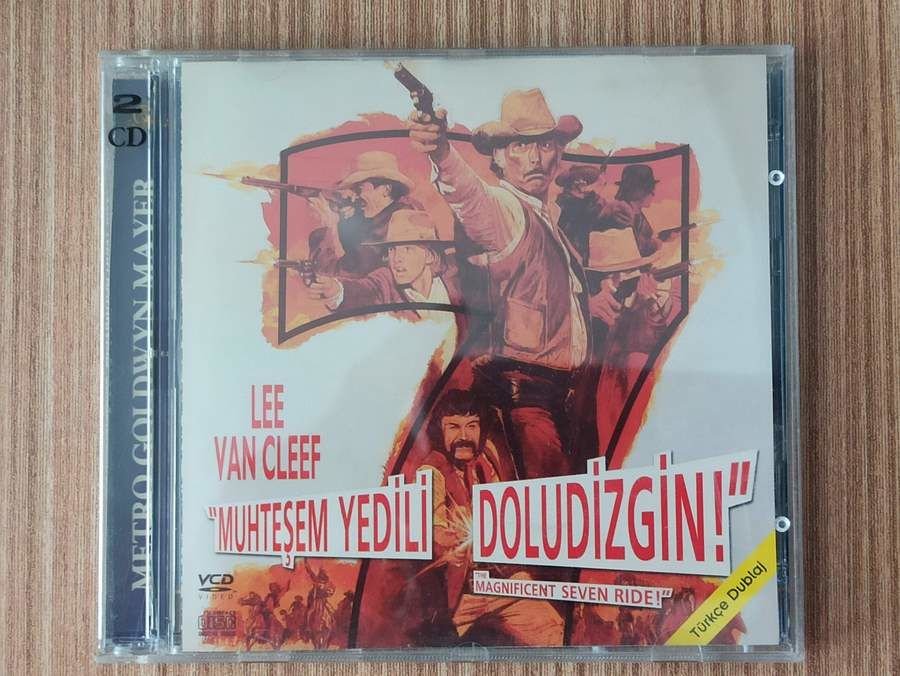 2
CD
METRO GOLDWYN MAYER
LEE
VAN CLEEF
"MUHTEŞEM YEDİLİ
DOLUDİZGİN!"
"THE
MAGNIFICENT SEVEN RIDE!"
VCD
VIDEO
Türkçe Dublaj